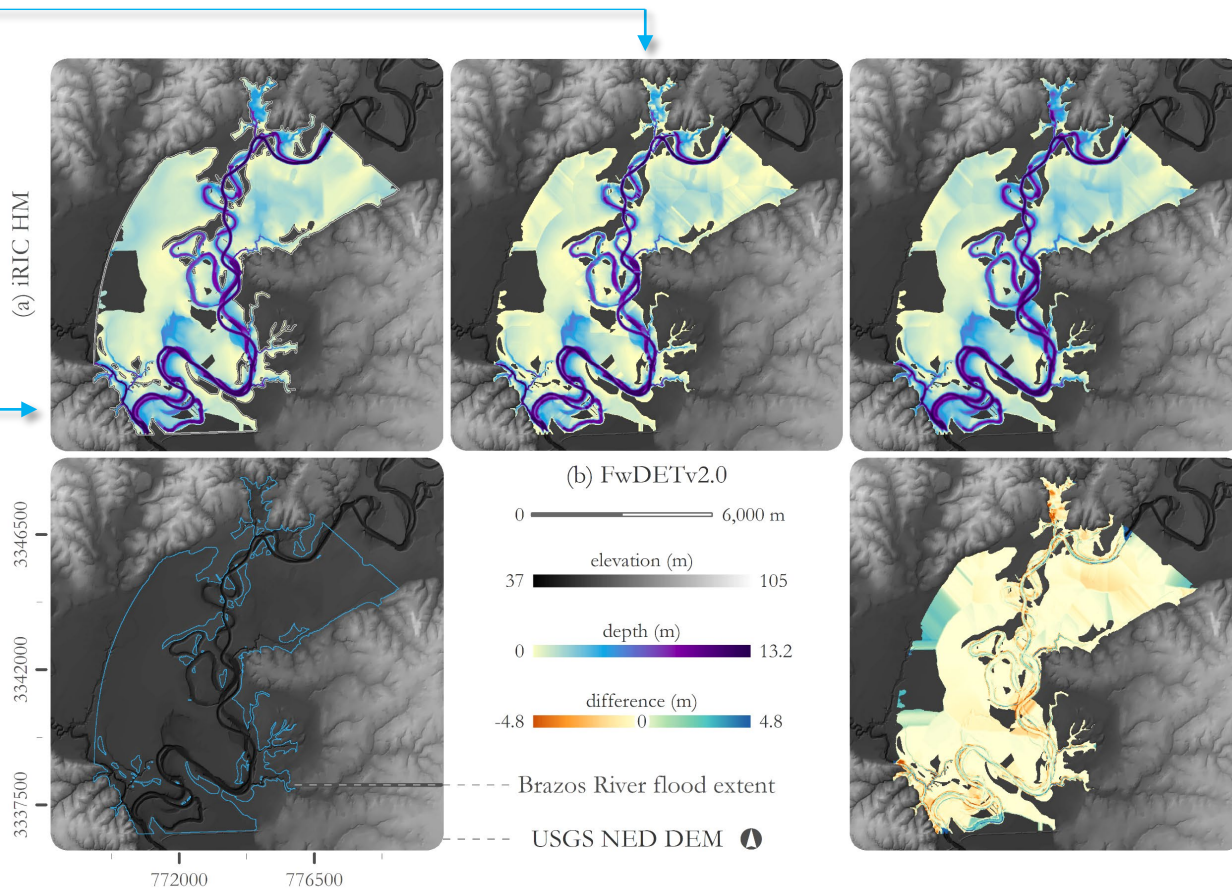 (a) iRIC HM
(b) FwDETv2.0
0 6,000 m
elevation (m)
37 105
depth (m)
0 13.2
difference (m)
-4.8 0 4.8
Brazos River flood extent
USGS NED DEM
3346500
3342000
3337500
772000 776500